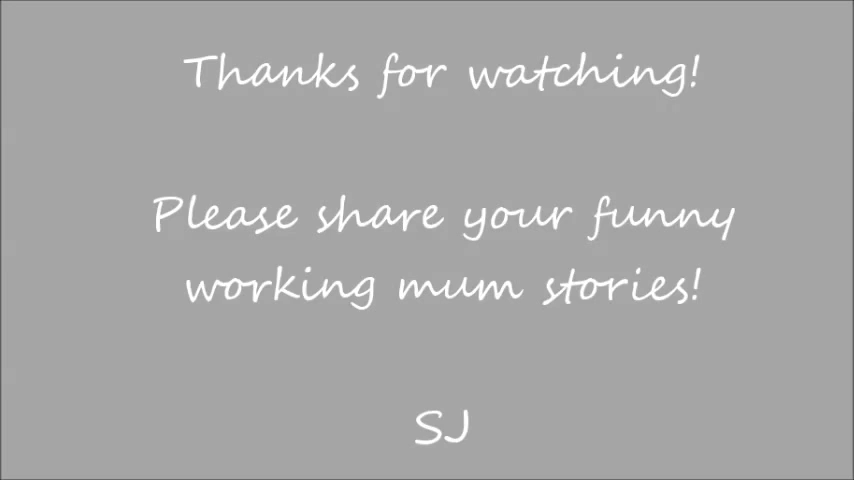 Thanks for watching!
Please share your funny
working mum stories!
SJ